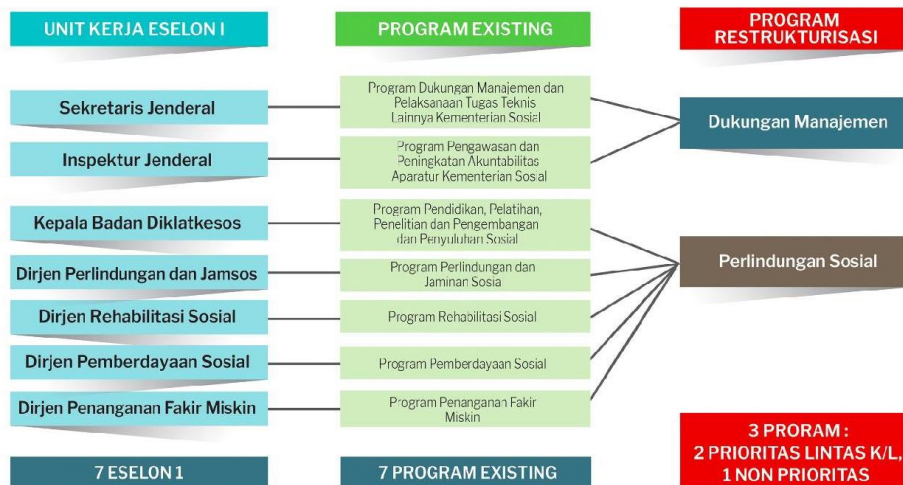 UNIT KERJA ESELON I
PROGRAM EXISTING
PROGRAM
RESTRUKTURISASI
Sekretaris Jenderal
Program Dukungan Manajemen dan
Pelaksanaan Tugas Teknis
Lainnya Kementerian Sosial
Dukungan Manajemen
Inspektur Jenderal
Program Pengawasan dan
Peningkatan Akuntabilitas
Aparatur Kementerian Sosial
Kepala Badan Diklatkesos
Program Pendidikan, Pelatihan,
Penelitian dan Pengembangan
dan Penyuluhan Sosial
Perlindungan Sosial
Dirjen Perlindungan dan Jamsos
Program Perlindungan dan
Jaminan Sosia
Dirjen Rehabilitasi Sosial
Program Rehabilitasi Sosial
Dirjen Pemberdayaan Sosial
Program Pemberdayaan Sosial
Dirjen Penanganan Fakir Miskin
Program Penanganan Fakir
Miskin
7 ESELON 1
7 PROGRAM EXISTING
3 PRORAM :
2 PRIORITAS LINTAS K/L,
1 NON PRIORITAS